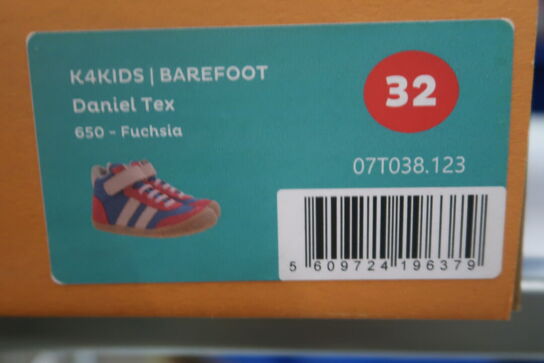 K4KIDS | BAREFOOT
Daniel Tex
650 - Fuchsia
32
07T038.123
5 609724 196379